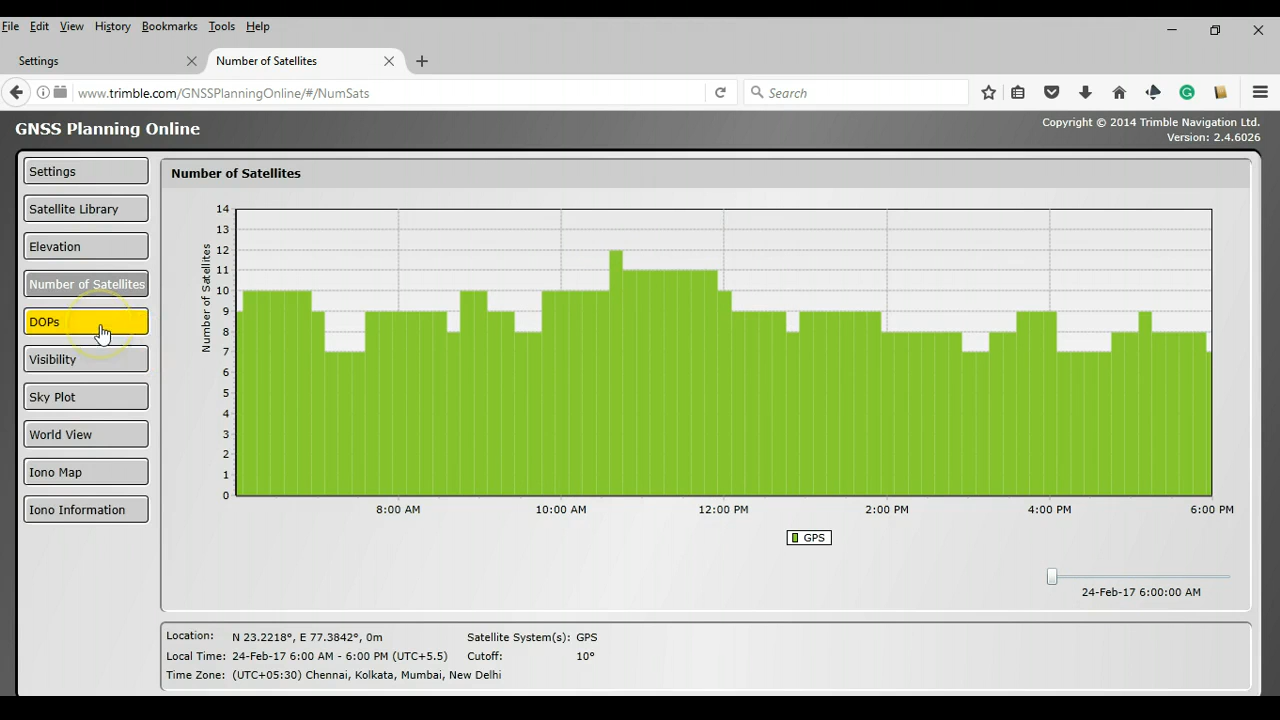 File Edit View History Bookmarks Tools Help
Settings
Number of Satellites
www.trimble.com/GNSSPlanningOnline/#/NumSats
Search
GNSS Planning Online
Copyright © 2014 Trimble Navigation Ltd.
Version: 2.4.6026
Settings
Satellite Library
Elevation
Number of Satellites
DOPs
Visibility
Sky Plot
World View
Iono Map
Iono Information
Number of Satellites
Number of Satellites
14
13
12
11
10
9
8
7
6
5
4
3
2
1
0
8:00 AM 10:00 AM 12:00 PM 2:00 PM 4:00 PM 6:00 PM
GPS
24-Feb-17 6:00:00 AM
Location: N 23.2218°, E 77.3842°, 0m Satellite System(s): GPS
Local Time: 24-Feb-17 6:00 AM - 6:00 PM (UTC+5.5) Cutoff: 10°
Time Zone: (UTC+05:30) Chennai, Kolkata, Mumbai, New Delhi